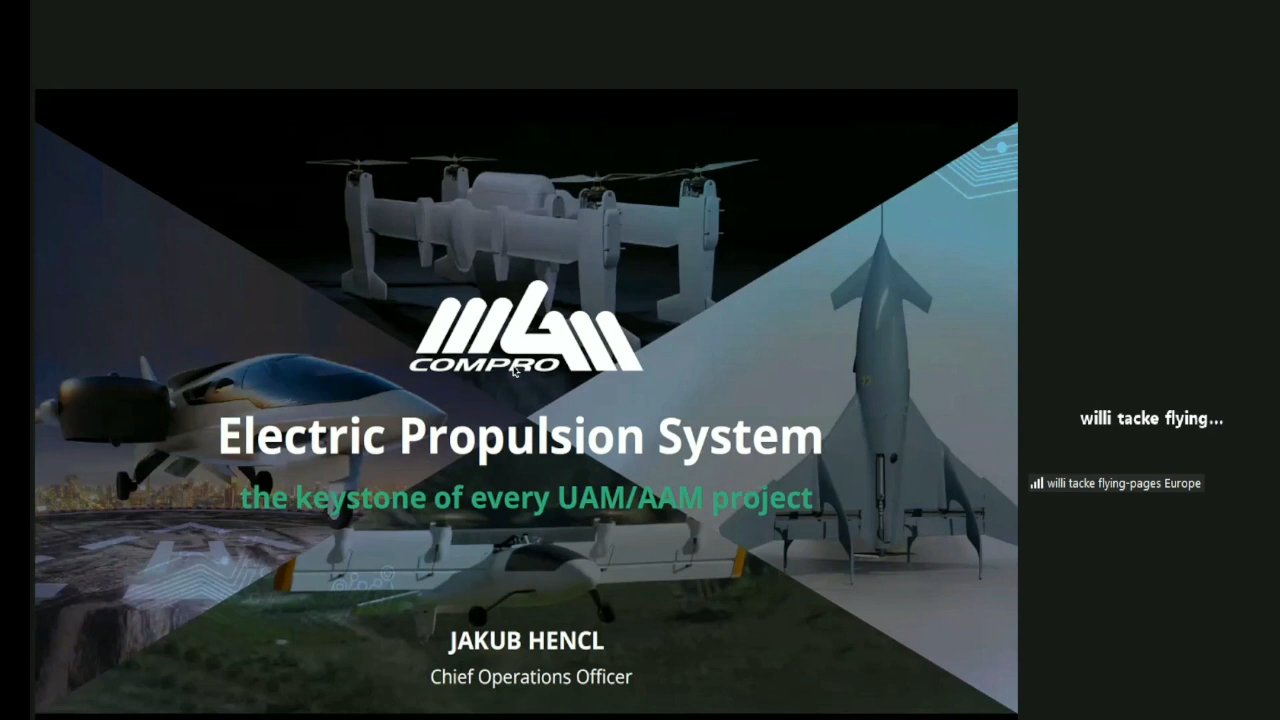 MGM
COMPRO
Electric Propulsion System
the keystone of every UAM/AAM project
JAKUB HENCL
Chief Operations Officer
willi tacke flying...
willi tacke flying-pages Europe